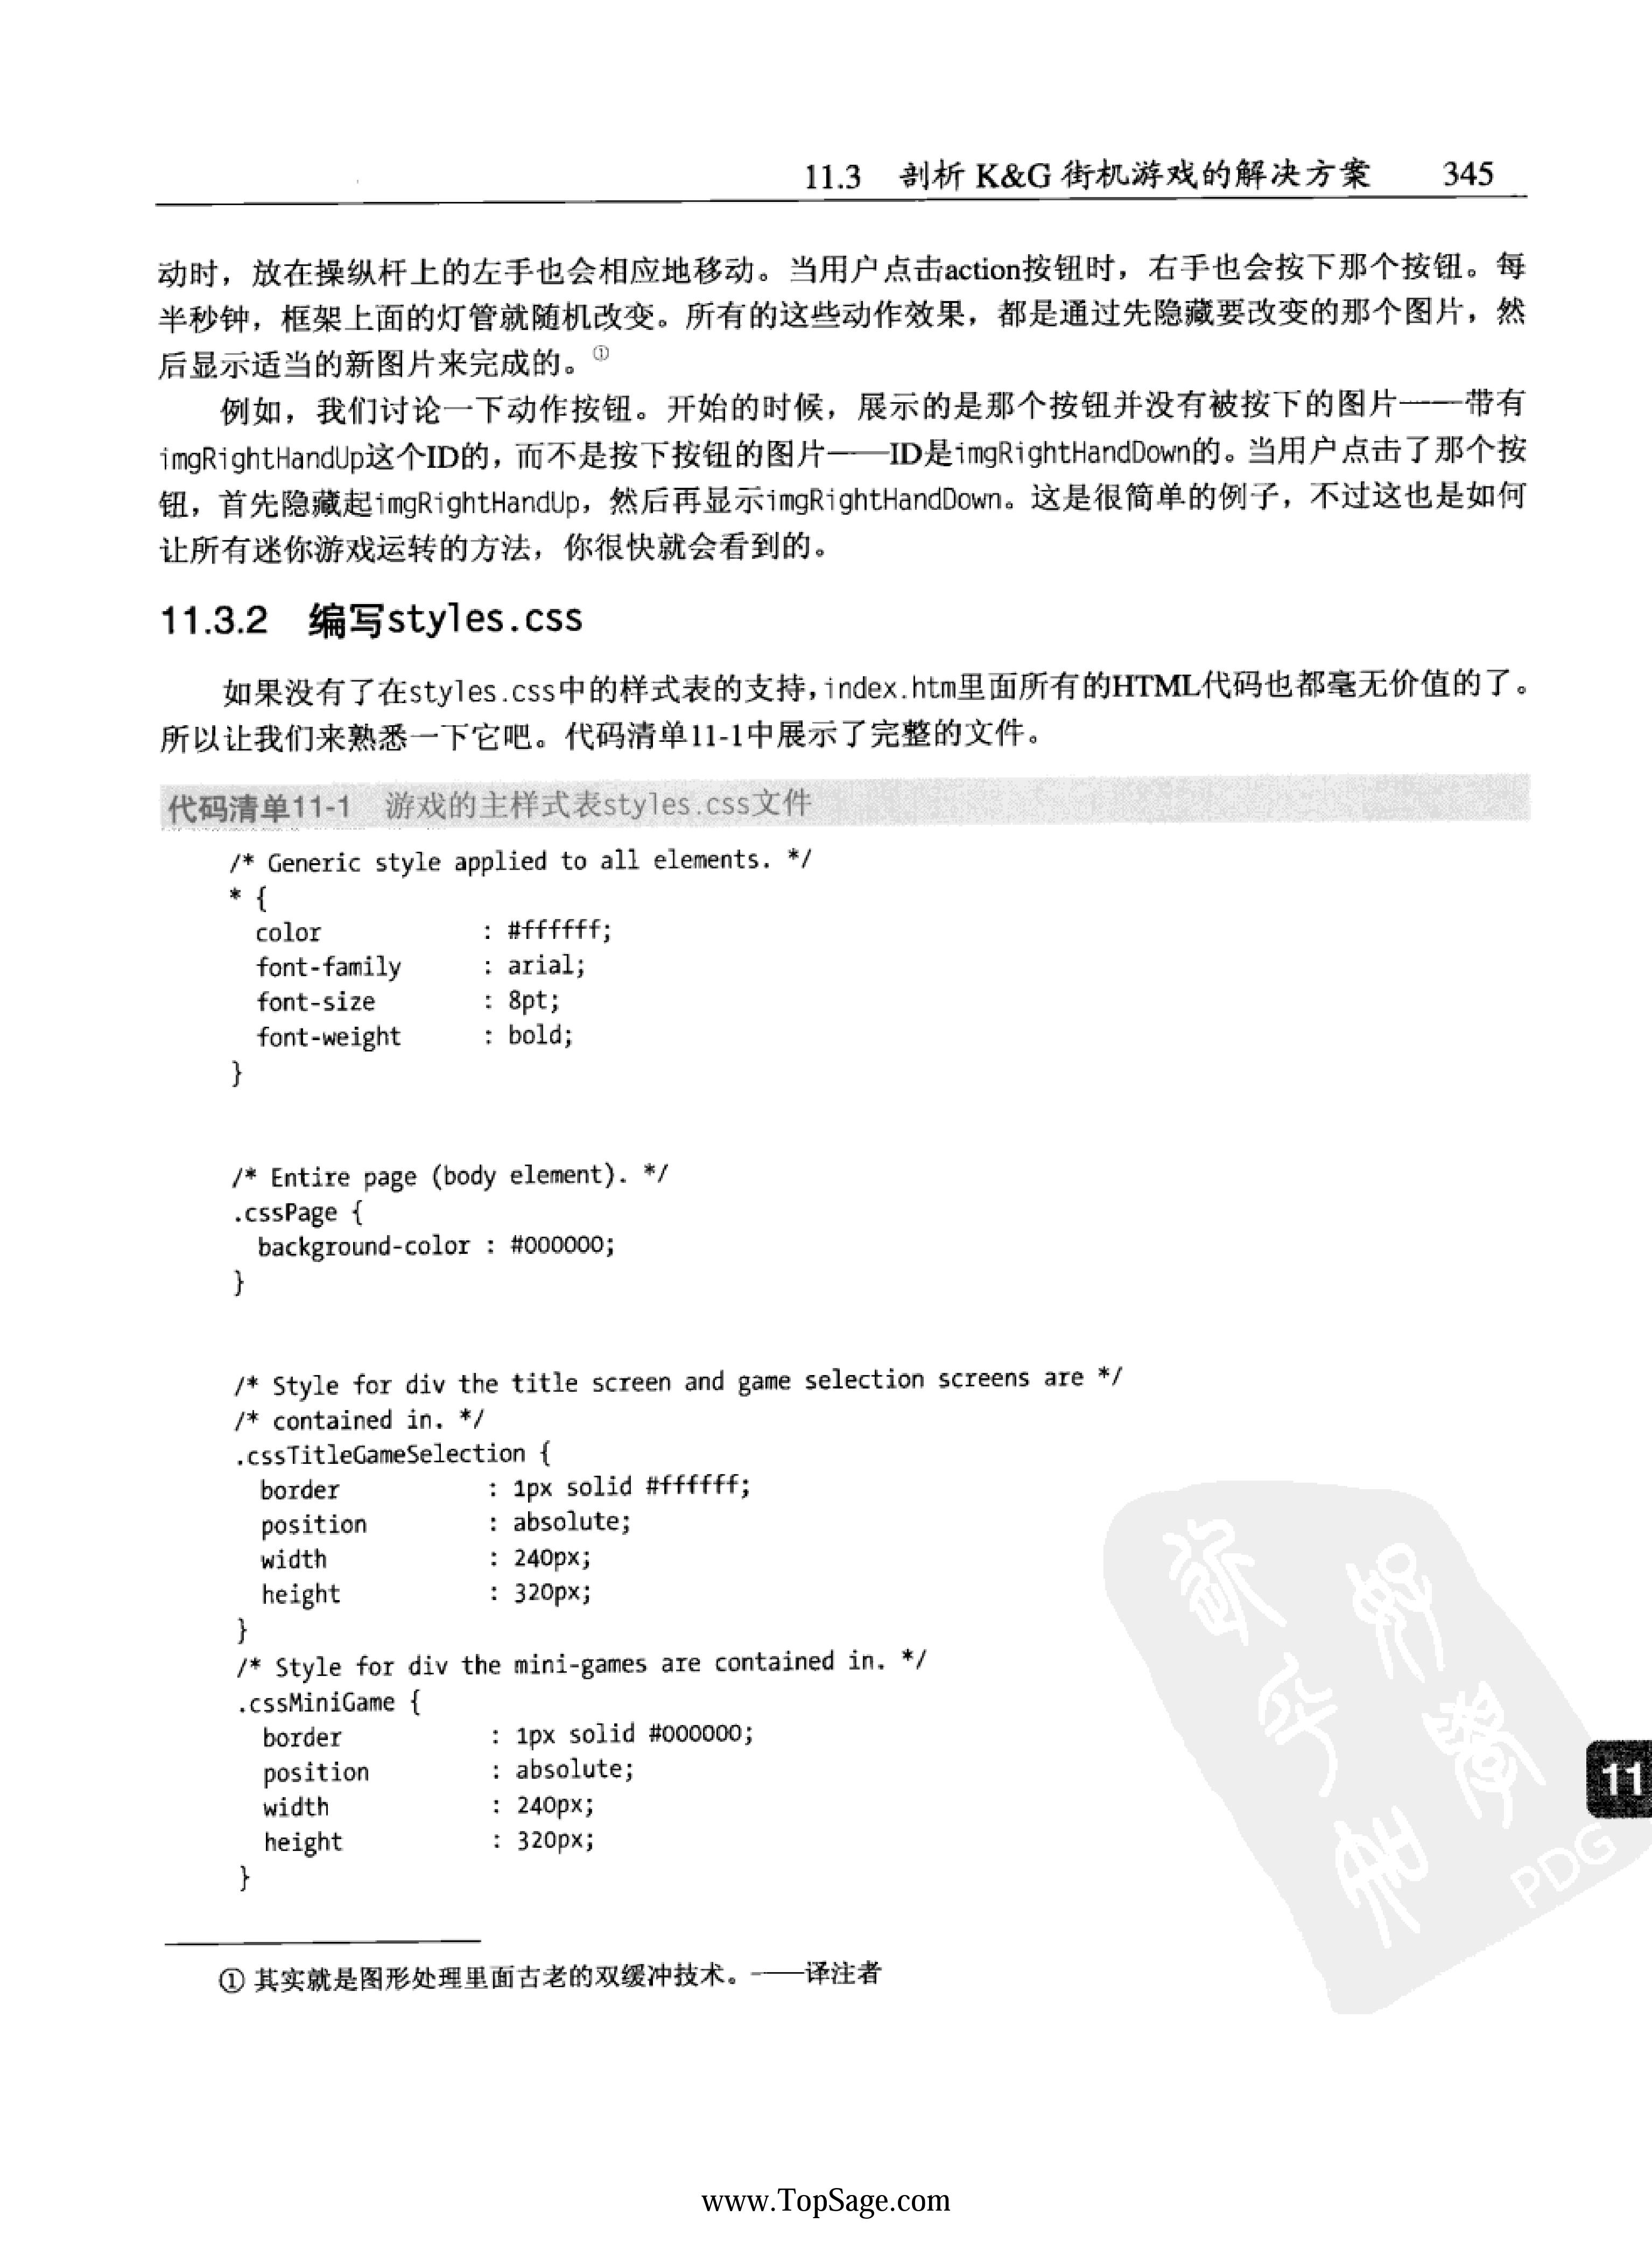 11.3 剖析 K&G 街机游戏的解决方案 345
动时，放在操纵杆上的左手也会相应地移动。当用户点击action按钮时，右手也会按下那个按钮。每
半秒钟，框架上面的灯管就随机改变。所有的这些动作效果，都是通过先隐藏要改变的那个图片，然
后显示适当的新图片来完成的。①
例如，我们讨论一下动作按钮。开始的时候，展示的是那个按钮并没有被按下的图片——带有
imgRightHandUp这个ID的，而不是按下按钮的图片——ID是imgRightHandDown的。当用户点击了那个按
钮，首先隐藏起imgRightHandUp，然后再显示imgRightHandDown。这是很简单的例子，不过这也是如何
让所有迷你游戏运转的方法，你很快就会看到的。
11.3.2 编写styles.css
如果没有了在styles.css中的样式表的支持，index.htm里面所有的HTML代码也都毫无价值的了。
所以让我们来熟悉一下它吧。代码清单11-1中展示了完整的文件。
代码清单11-1 游戏的主样式表styles.css文件
/* Generic style applied to all elements. */
* {
color : #ffffff;
font-family : arial;
font-size : 8pt;
font-weight : bold;
}
/* Entire page (body element). */
.cssPage {
background-color : #000000;
}
/* Style for div the title screen and game selection screens are */
/* contained in. */
.cssTitleGameSelection {
border : 1px solid #ffffff;
position : absolute;
width : 240px;
height : 320px;
}
/* Style for div the mini-games are contained in. */
.cssMiniGame {
border : 1px solid #000000;
position : absolute;
width : 240px;
height : 320px;
}
11
PDG
① 其实就是图形处理里面古老的双缓冲技术。——译注者
www.TopSage.com